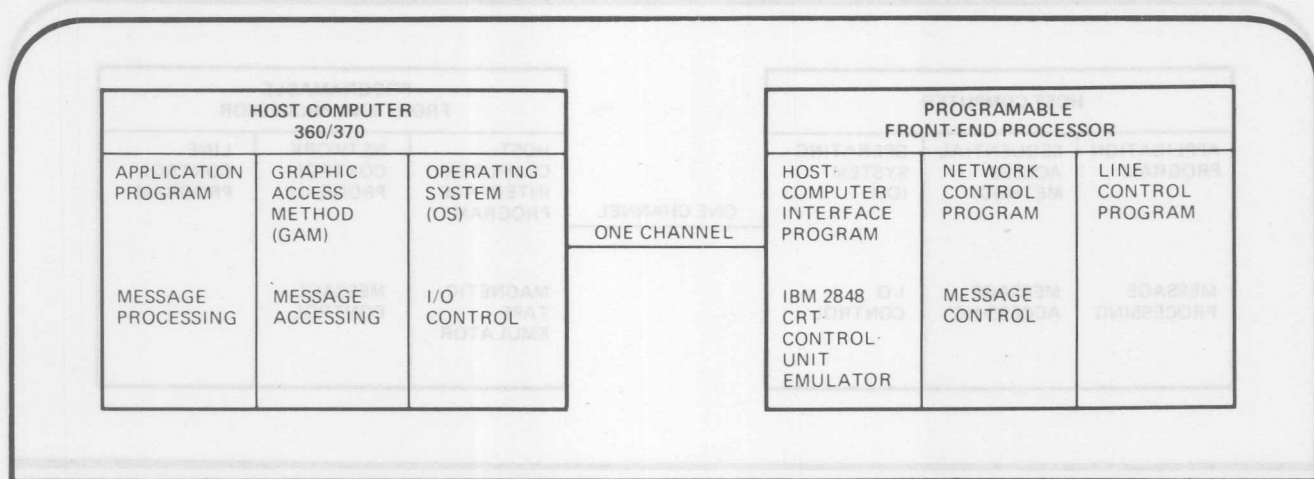 HOST COMPUTER
360/370
APPLICATION
PROGRAM
GRAPHIC
ACCESS
METHOD
(GAM)
OPERATING
SYSTEM
(OS)
MESSAGE
PROCESSING
MESSAGE
ACCESSING
I/O
CONTROL
ONE CHANNEL
PROGRAMABLE
FRONT-END PROCESSOR
HOST-
COMPUTER
INTERFACE
PROGRAM
NETWORK
CONTROL
PROGRAM
LINE
CONTROL
PROGRAM
IBM 2848
CRT-
CONTROL-
UNIT
EMULATOR
MESSAGE
CONTROL